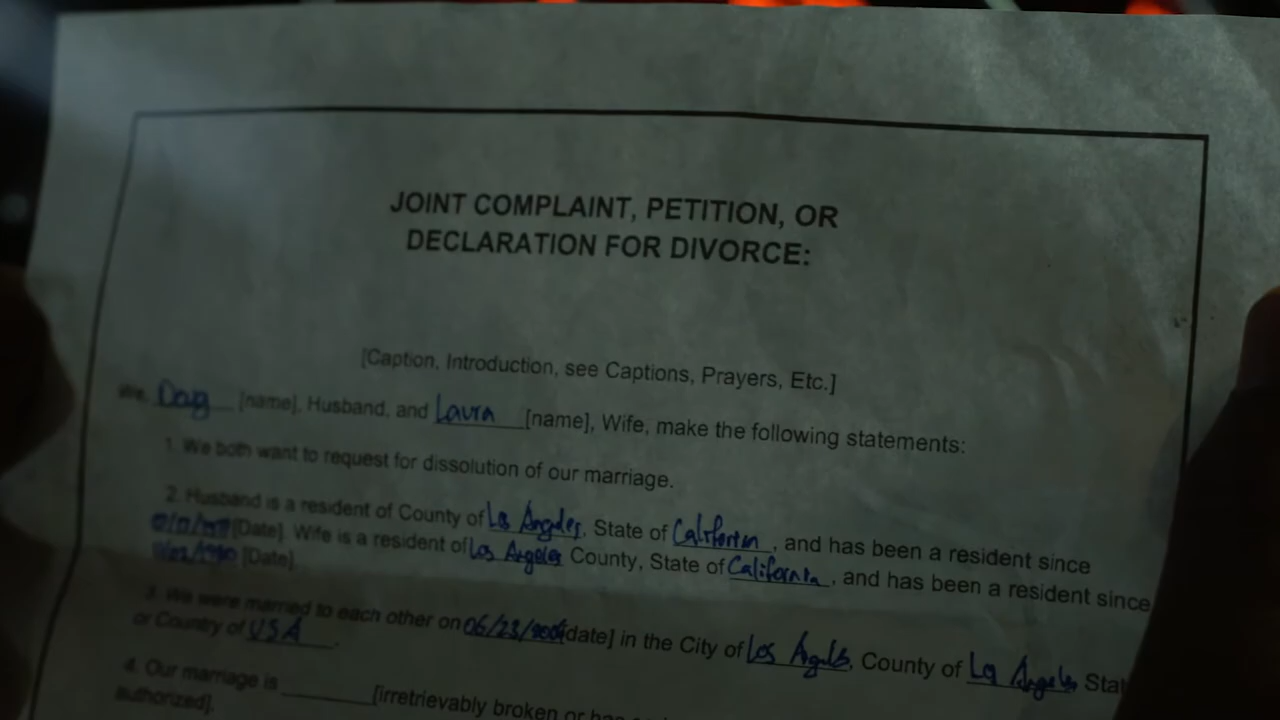 JOINT COMPLAINT, PETITION, OR
DECLARATION FOR DIVORCE:
[Caption, Introduction, see Captions, Prayers, Etc.]
We, Doug [name], Husband, and Laura [name], Wife, make the following statements:
1. We both want to request for dissolution of our marriage.
2. Husband is a resident of County of Los Angeles, State of California, and has been a resident since
[Date]. Wife is a resident of Los Angeles County, State of California, and has been a resident since
[Date].
3. We were married to each other on 06/23/ date] in the City of Los Angeles, County of Los Angeles Stat
or Country of USA.
4. Our marriage is ________[irretrievably broken or has
authorized].